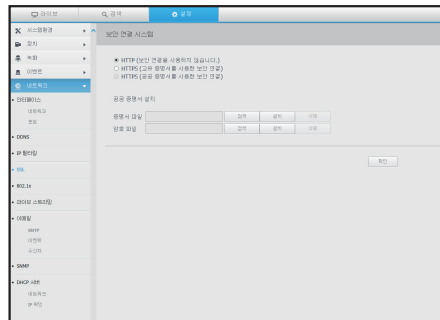 라이브
검색
설정
시스템환경
장치
녹화
이벤트
네트워크
인터페이스
네트워크
포트
DDNS
IP 필터링
SSL
802.1x
라이브 스트리밍
이메일
SMTP
이벤트
수신자
SNMP
DHCP 서버
네트워크
IP 확인
보안 연결 시스템
HTTP (보안 연결을 사용하지 않습니다.)
HTTPS (고유 증명서를 사용한 보안 연결)
HTTPS (공공 증명서를 사용한 보안 연결)
공공 증명서 설치
증명서 파일 검색 설치 삭제
암호 파일 검색 설치 삭제
확인